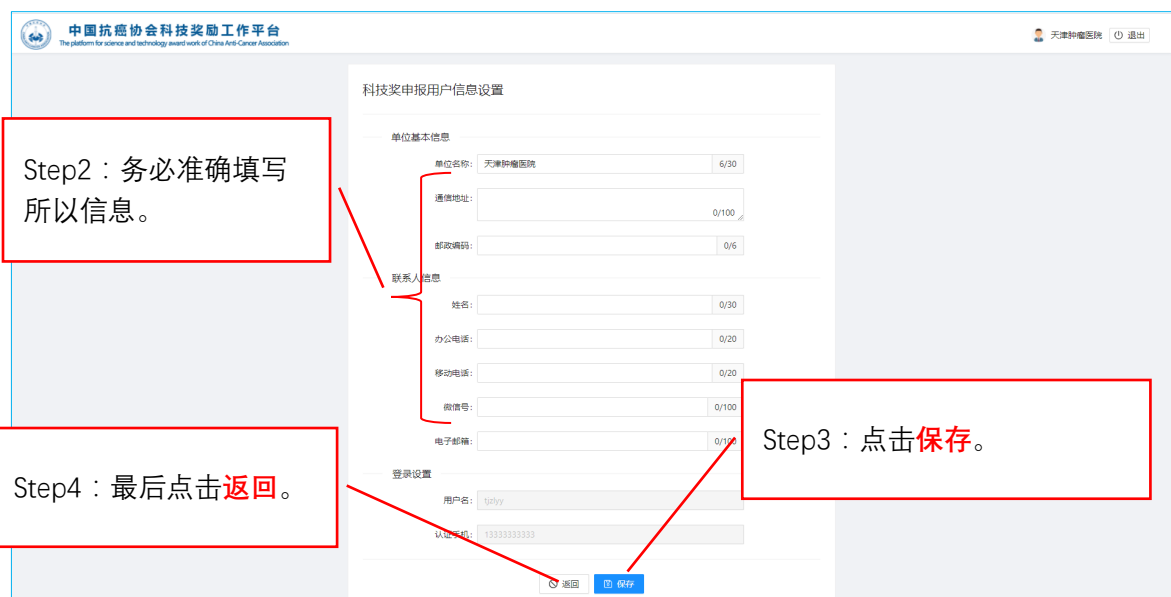 中国抗癌协会科技奖励工作平台
The platform for science and technology award work of China Anti-Cancer Association
天津肿瘤医院 退出
科技奖申报用户信息设置
单位基本信息
单位名称: 天津肿瘤医院 6/30
通信地址:
0/100
邮政编码: 0/6
联系人信息
姓名: 0/30
办公电话: 0/20
移动电话: 0/20
微信号: 0/100
电子邮箱: 0/100
登录设置
用户名: tjzlyy
认证手机: 13333333333
返回 保存
Step2：务必准确填写
所以信息。
Step3：点击保存。
Step4：最后点击返回。